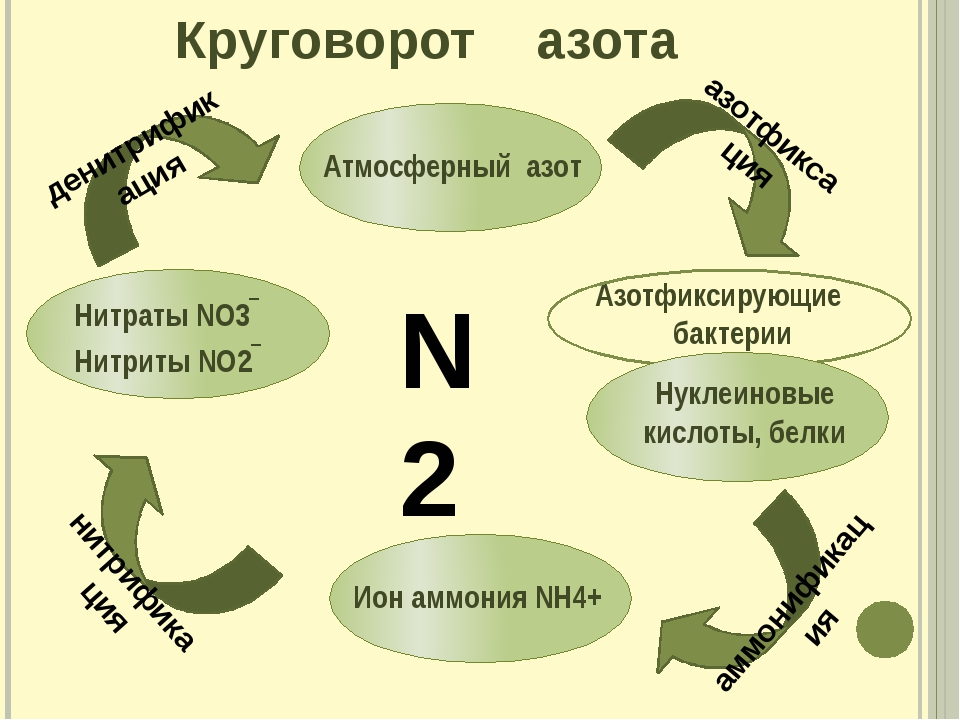 Круговорот азота
денитрифик
ация
Атмосферный азот
азотфикса
ция
Нитраты NO3‾
Нитриты NO2‾
N
2
Азотфиксирующие
бактерии
Нуклеиновые
кислоты, белки
нитрифика
ция
Ион аммония NH4+
аммонификац
ия